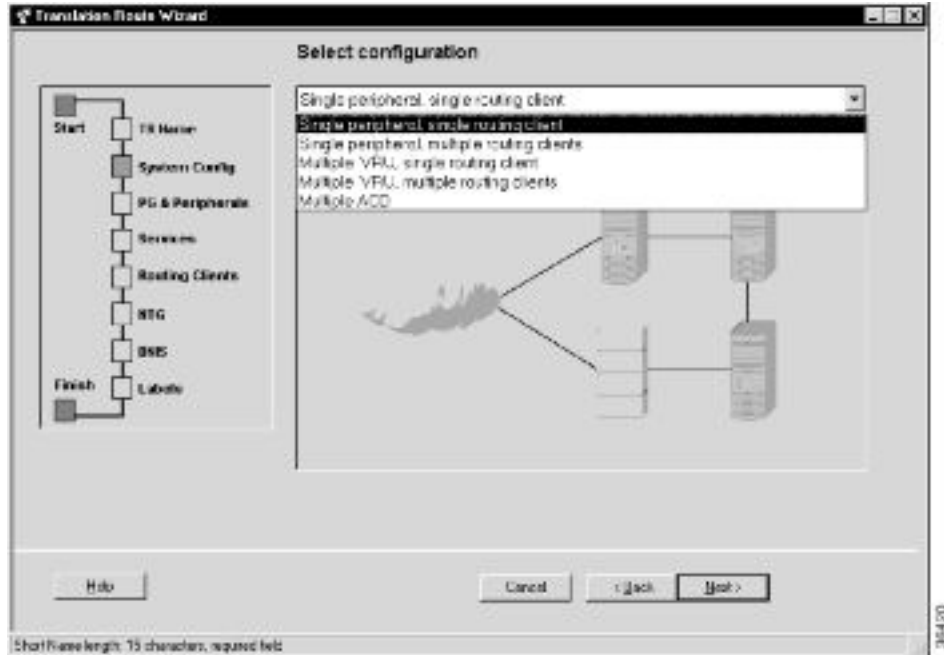 Translation Route Wizard
Select configuration
Single peripheral, single routing client
Single peripheral, single routing client
Single peripheral, multiple routing clients
Multiple VRU, single routing client
Multiple VRU, multiple routing clients
Multiple ACD
Start
TR Name
System Config
PG & Peripherals
Services
Routing Clients
NTG
DNIS
Finish
Labels
Help
Cancel
< Back
Next >
Short Name length: 15 characters, required field